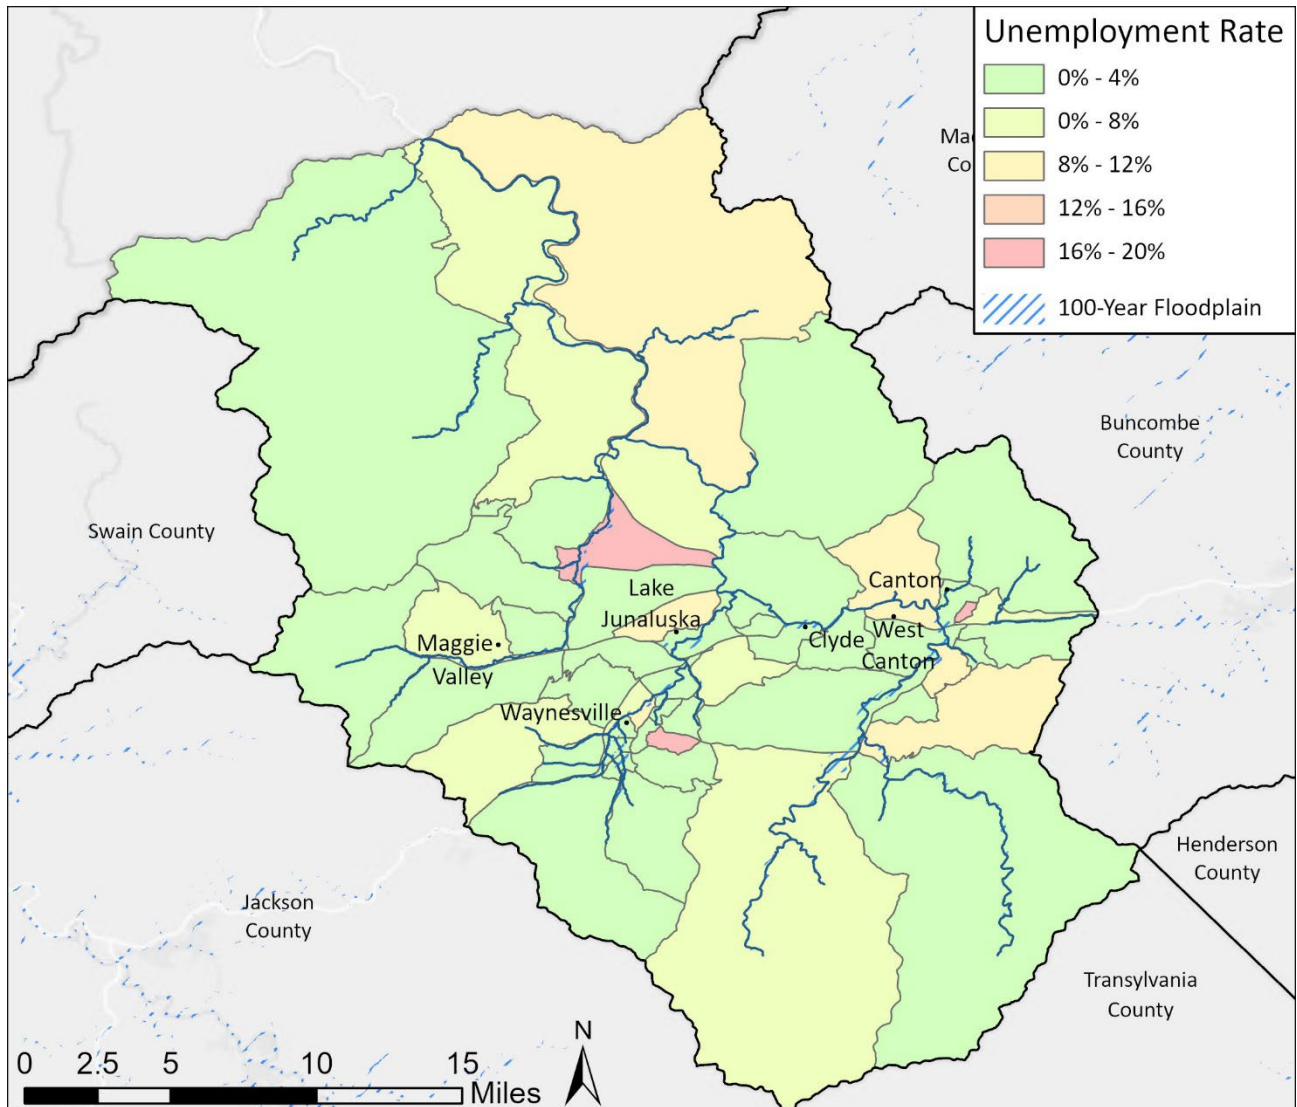 Unemployment Rate
0% - 4%
0% - 8%
8% - 12%
12% - 16%
16% - 20%
100-Year Floodplain
Buncombe
County
Swain County
Canton
Lake
Junaluska
Clyde
West
Canton
Maggie
Valley
Waynesville
Henderson
County
Jackson
County
Transylvania
County
N
0 2.5 5 10 15
Miles